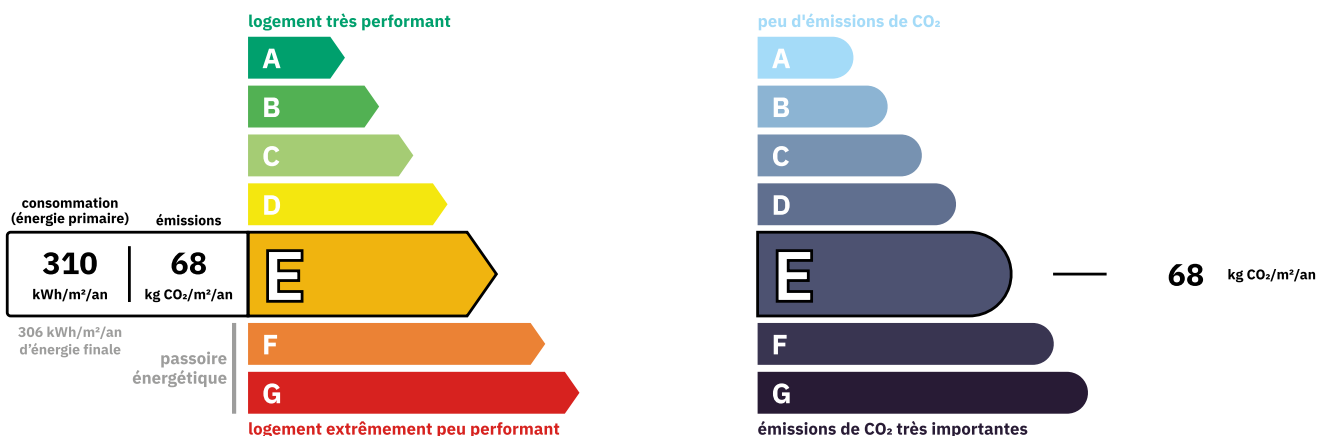 logement très performant
A
B
C
D
consommation
(énergie primaire)
émissions
310
kWh/m²/an
68
kg CO₂/m²/an
E
306 kWh/m²/an
d'énergie finale
passoire
énergétique
F
G
logement extrêmement peu performant
peu d'émissions de CO₂
A
B
C
D
E
68 kg CO₂/m²/an
F
G
émissions de CO₂ très importantes